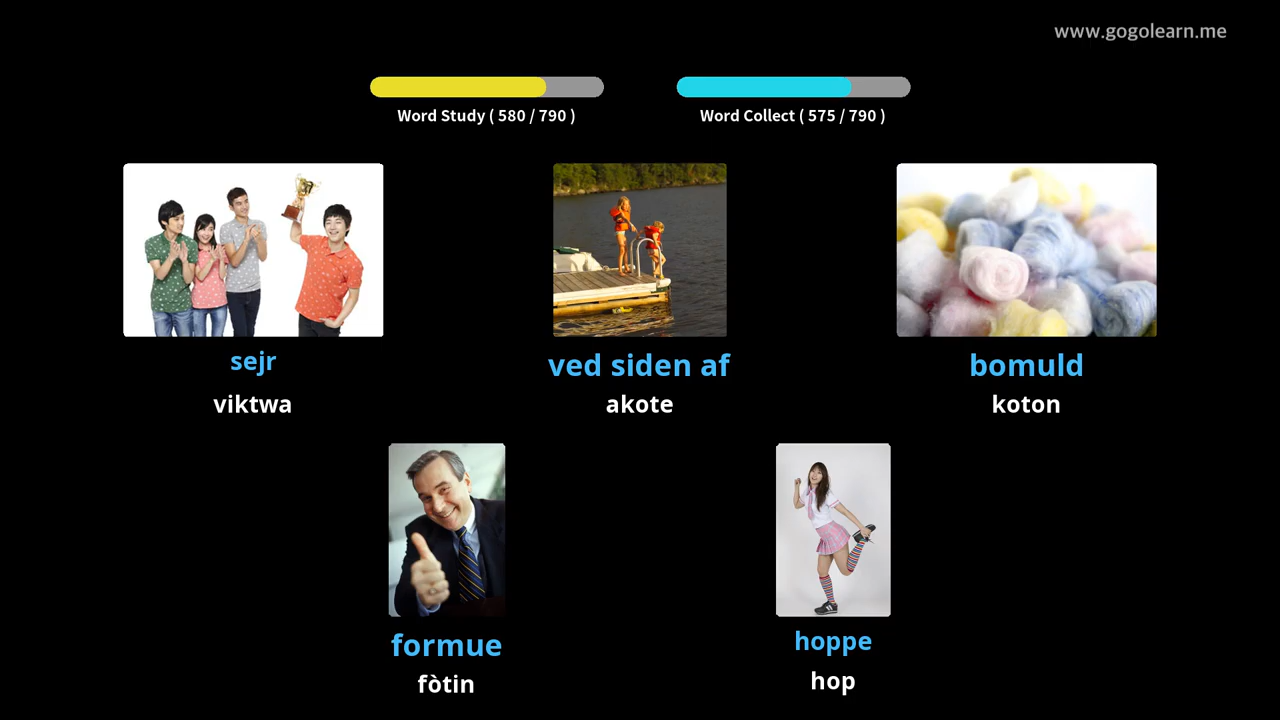 www.gogolearn.me
Word Study ( 580 / 790 )
Word Collect ( 575 / 790 )
sejr
viktwa
ved siden af
akote
bomuld
koton
formue
fòtin
hoppe
hop